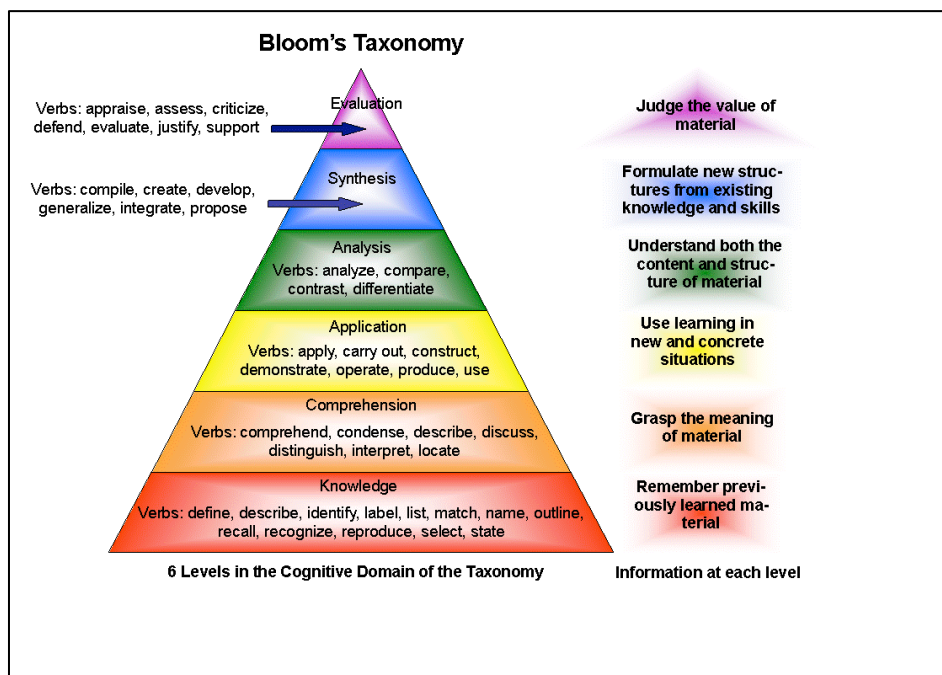 Bloom's Taxonomy
Evaluation
Verbs: appraise, assess, criticize,
defend, evaluate, justify, support
Judge the value of
material
Synthesis
Verbs: compile, create, develop,
generalize, integrate, propose
Formulate new struc-
tures from existing
knowledge and skills
Analysis
Verbs: analyze, compare,
contrast, differentiate
Understand both the
content and struc-
ture of material
Application
Verbs: apply, carry out, construct,
demonstrate, operate, produce, use
Use learning in
new and concrete
situations
Comprehension
Verbs: comprehend, condense, describe, discuss,
distinguish, interpret, locate
Grasp the meaning
of material
Knowledge
Verbs: define, describe, identify, label, list, match, name, outline,
recall, recognize, reproduce, select, state
Remember previ-
ously learned ma-
terial
6 Levels in the Cognitive Domain of the Taxonomy
Information at each level